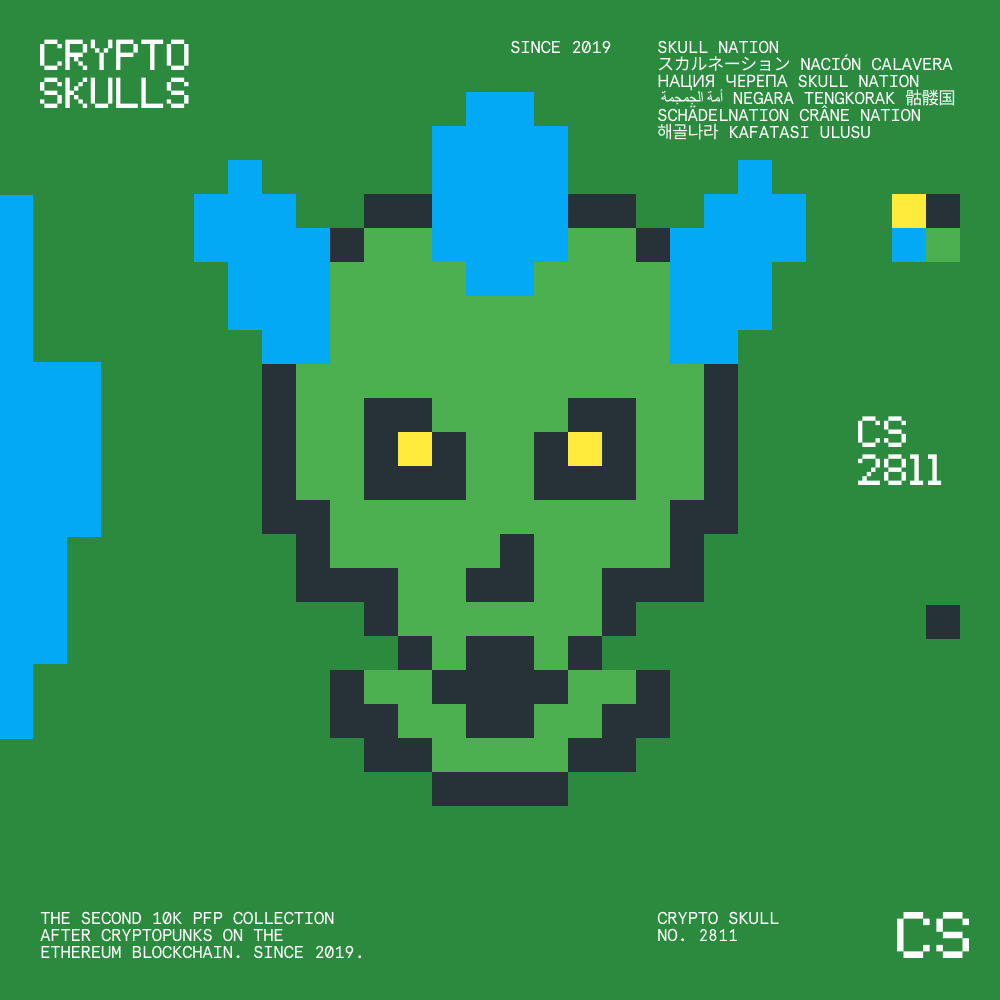 CRYPTO
SKULLS
SINCE 2019
SKULL NATION
スカルネーション NACIÓN CALAVERA
НАЦИЯ ЧЕРЕПА SKULL NATION
أمة الجمجمة NEGARA TENGKORAK 骷髅国
SCHÄDELNATION CRÂNE NATION
해골나라 KAFATASI ULUSU
CS
2811
THE SECOND 10K PFP COLLECTION
AFTER CRYPTOPUNKS ON THE
ETHEREUM BLOCKCHAIN. SINCE 2019.
CRYPTO SKULL
NO. 2811
CS